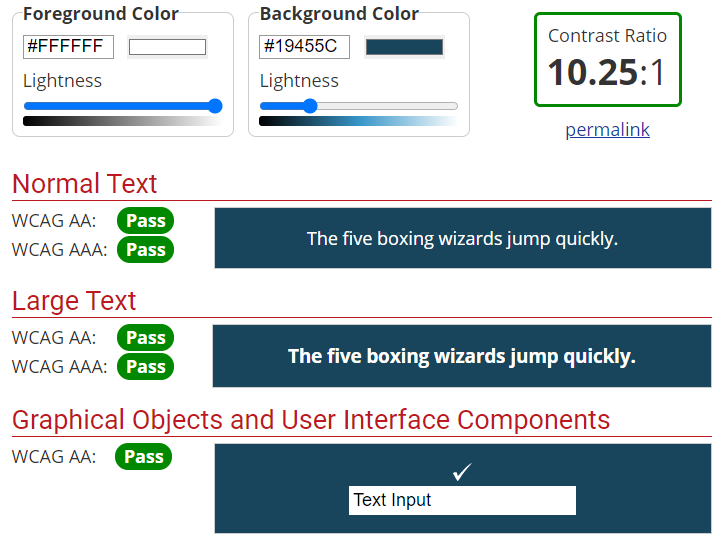 Foreground Color
#FFFFFF
Lightness
Background Color
#19455C
Lightness
Contrast Ratio
10.25:1
permalink
Normal Text
WCAG AA: Pass
WCAG AAA: Pass
The five boxing wizards jump quickly.
Large Text
WCAG AA: Pass
WCAG AAA: Pass
The five boxing wizards jump quickly.
Graphical Objects and User Interface Components
WCAG AA: Pass
✓
Text Input